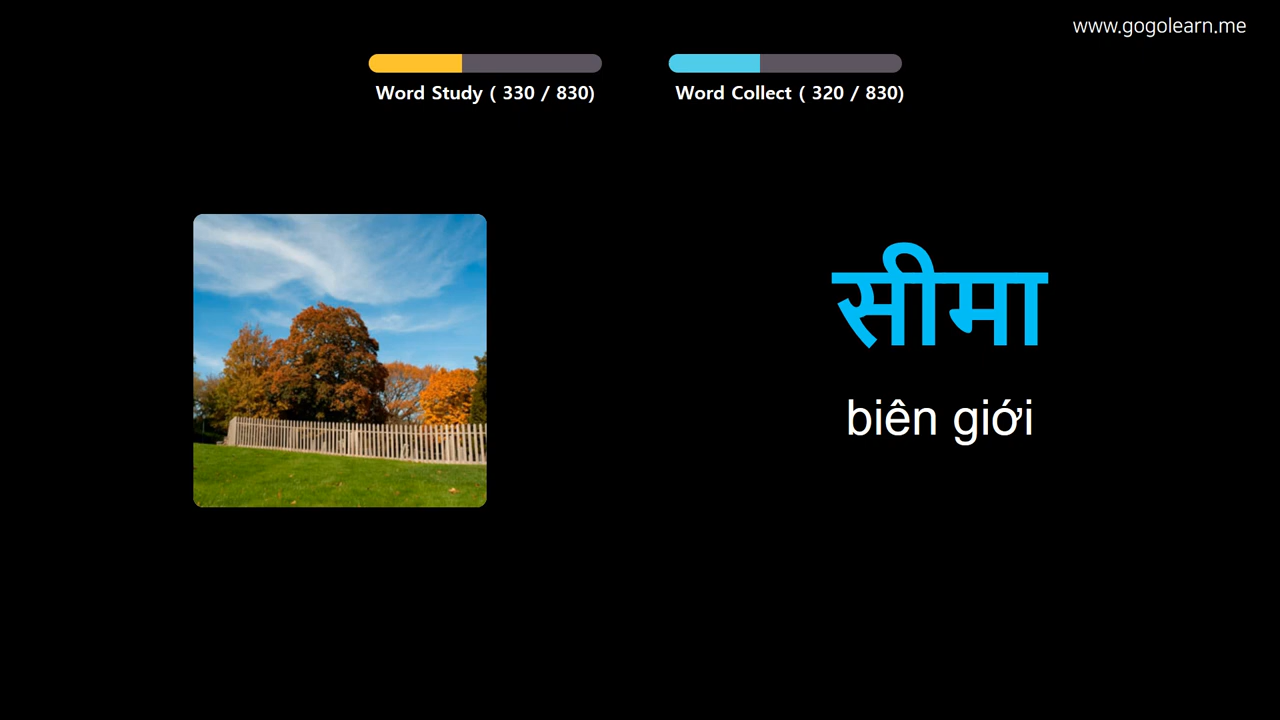 www.gogolearn.me
Word Study ( 330 / 830)
Word Collect ( 320 / 830)
सीमा
biên giới